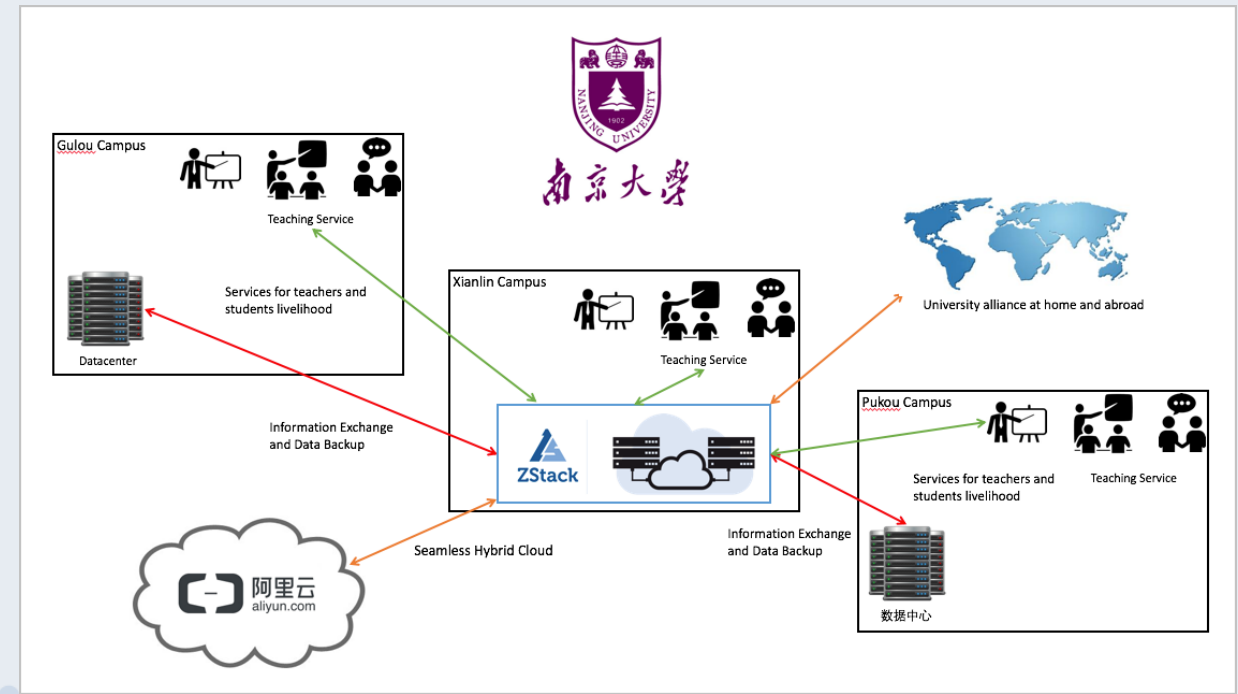 NANJING UNIVERSITY
1902
南京大學
Gulou Campus
Teaching Service
Services for teachers and
students livelihood
Datacenter
Information Exchange
and Data Backup
Xianlin Campus
Teaching Service
ZStack
University alliance at home and abroad
Pukou Campus
Services for teachers and
students livelihood
Teaching Service
Information Exchange
and Data Backup
数据中心
Seamless Hybrid Cloud
阿里云
aliyun.com